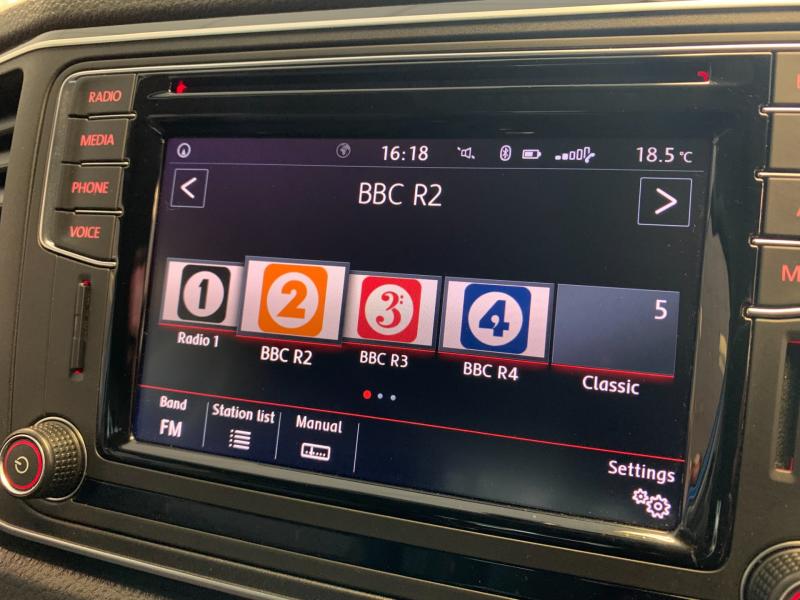 RADIO
MEDIA
PHONE
VOICE
16:18
18.5°C
<
BBC R2
>
1
2
3:
4
5
Radio 1
BBC R2
BBC R3
BBC R4
Classic
Band
FM
Station list
Manual
Settings
M